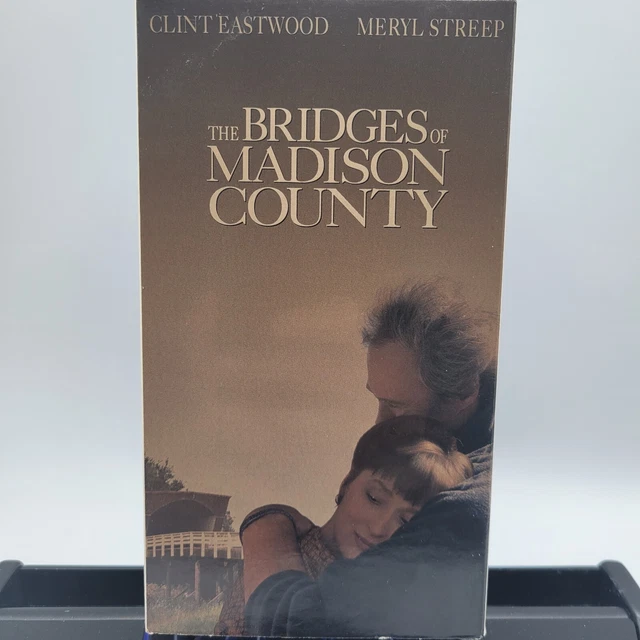 CLINT EASTWOOD MERYL STREEP
THE BRIDGES OF
MADISON
COUNTY